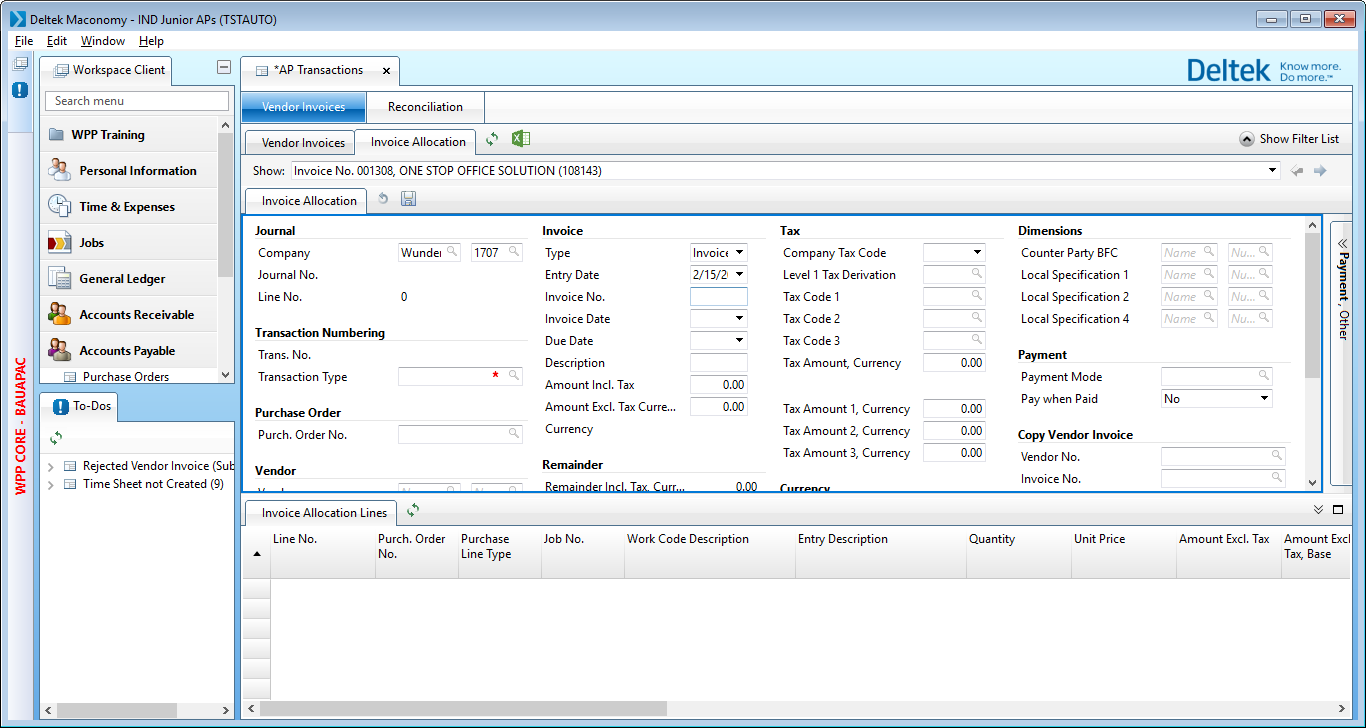 Deltek Maconomy - IND Junior APs (TSTAUTO)
File Edit Window Help
Workspace Client
Search menu
WPP Training
Personal Information
Time & Expenses
Jobs
General Ledger
Accounts Receivable
Accounts Payable
Purchase Orders
To-Dos
Rejected Vendor Invoice (Sub
Time Sheet not Created (9)
WPP CORE - BAUAPAC
*AP Transactions
Deltek Know more.
Do more.™
Vendor Invoices Reconciliation
Vendor Invoices Invoice Allocation
Show Filter List
Show: Invoice No. 001308, ONE STOP OFFICE SOLUTION (108143)
Invoice Allocation
Journal
Company Wunder 1707
Journal No.
Line No. 0
Transaction Numbering
Trans. No.
Transaction Type *
Purchase Order
Purch. Order No.
Vendor
Invoice
Type Invoice
Entry Date 2/15/2
Invoice No.
Invoice Date
Due Date
Description
Amount Incl. Tax 0.00
Amount Excl. Tax Curre... 0.00
Currency
Remainder
Remainder Incl. Tax, Curr... 0.00
Tax
Company Tax Code
Level 1 Tax Derivation
Tax Code 1
Tax Code 2
Tax Code 3
Tax Amount, Currency 0.00
Tax Amount 1, Currency 0.00
Tax Amount 2, Currency 0.00
Tax Amount 3, Currency 0.00
Currency
Dimensions
Counter Party BFC Name Nu...
Local Specification 1 Name Nu...
Local Specification 2 Name Nu...
Local Specification 4 Name Nu...
Payment
Payment Mode
Pay when Paid No
Copy Vendor Invoice
Vendor No.
Invoice No.
Payment , Other
Invoice Allocation Lines
Line No.
Purch. Order
No.
Purchase
Line Type
Job No.
Work Code Description
Entry Description
Quantity
Unit Price
Amount Excl. Tax
Amount Excl
Tax, Base